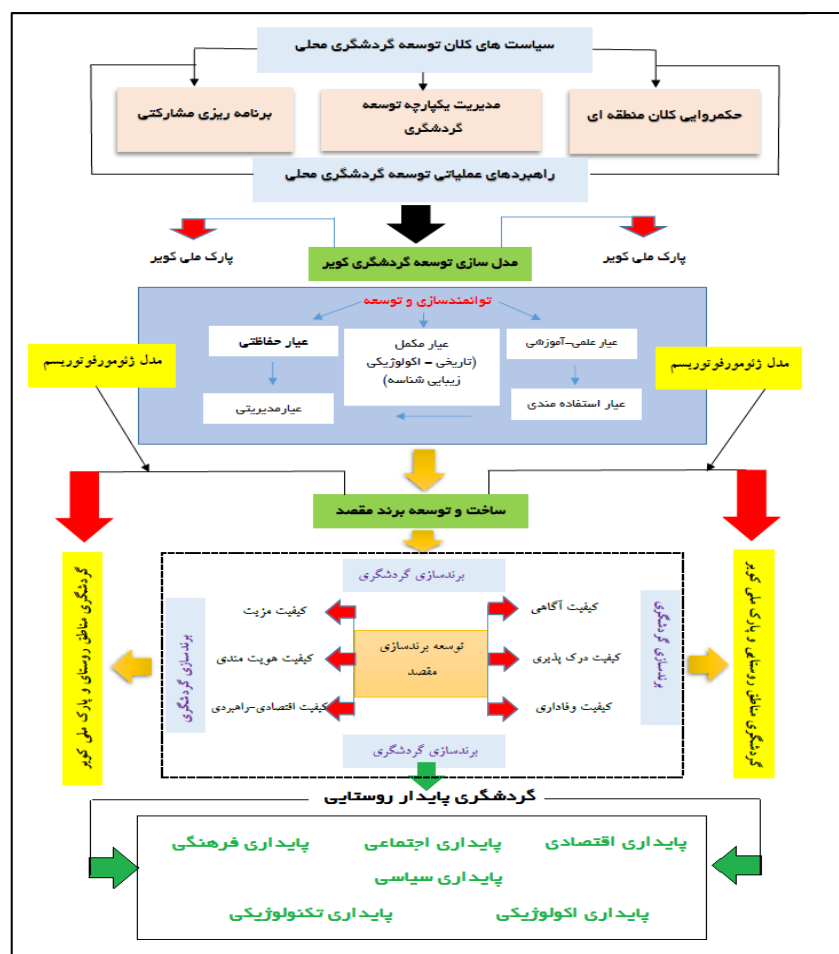 سیاست های کلان توسعه گردشگری محلی
حکمروایی کلان منطقه ای
مدیریت یکپارچه توسعه
گردشگری
برنامه ریزی مشارکتی
راهبردهای عملیاتی توسعه گردشگری محلی
پارک ملی کویر
پارک ملی کویر
مدل سازی توسعه گردشگری کویر
توانمندسازی و توسعه
عیار علمی-آموزشی
عیار مکمل
(تاریخی – اکولوژیکی
زیبایی شناسه)
عیار حفاظتی
عیار استفاده مندی
عیارمدیریتی
مدل ژئومورفوتوریسم
مدل ژئومورفوتوریسم
ساخت و توسعه برند مقصد
گردشگری مناطق روستایی و پارک ملی کویر
برندسازی گردشگری
برندسازی گردشگری
کیفیت آگاهی
کیفیت مزیت
توسعه برندسازی
مقصد
کیفیت درک پذیری
کیفیت هویت مندی
کیفیت وفاداری
کیفیت اقتصادی-راهبردی
برندسازی گردشگری
برندسازی گردشگری
گردشگری مناطق روستای و پارک ملی کویر
گردشگری پایدار روستایی
پایداری اقتصادی
پایداری اجتماعی
پایداری فرهنگی
پایداری سیاسی
پایداری اکولوژیکی
پایداری تکنولوژیکی